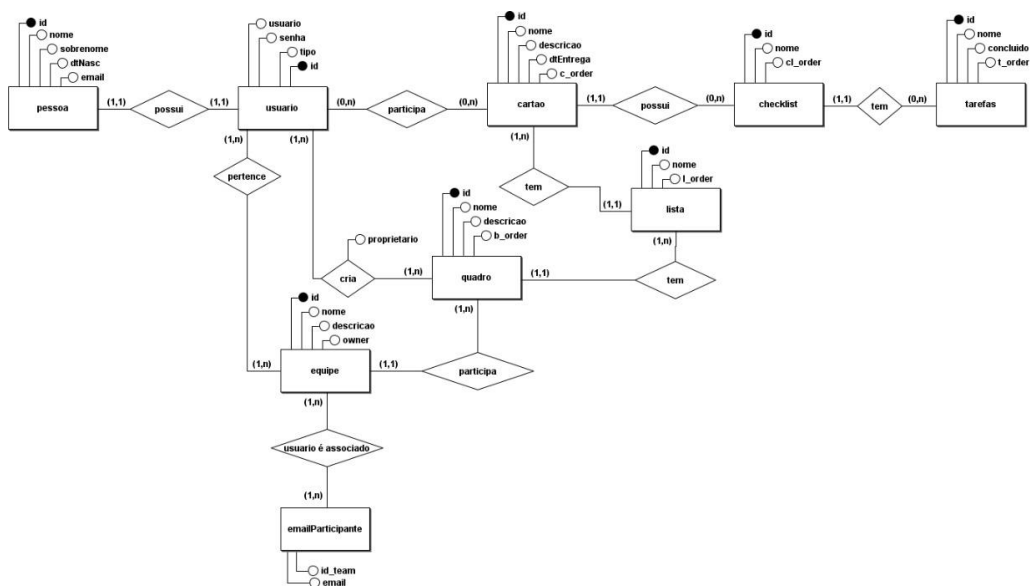 id
nome
sobrenome
dtNasc
email
pessoa
(1,1)
possui
(1,1)
usuario
senha
tipo
id
usuario
(0,n)
participa
(0,n)
id
nome
descricao
dtEntrega
c_order
cartao
(1,1)
possui
(0,n)
id
nome
cl_order
checklist
(1,1)
tem
(0,n)
id
nome
concluido
t_order
tarefas
(1,n)
(1,n)
(1,n)
pertence
tem
(1,1)
id
nome
l_order
lista
(1,n)
proprietario
cria
(1,n)
id
nome
descricao
b_order
quadro
(1,1)
tem
(1,n)
id
nome
descricao
owner
(1,n)
equipe
(1,1)
participa
(1,n)
usuario é associado
(1,n)
emailParticipante
id_team
email